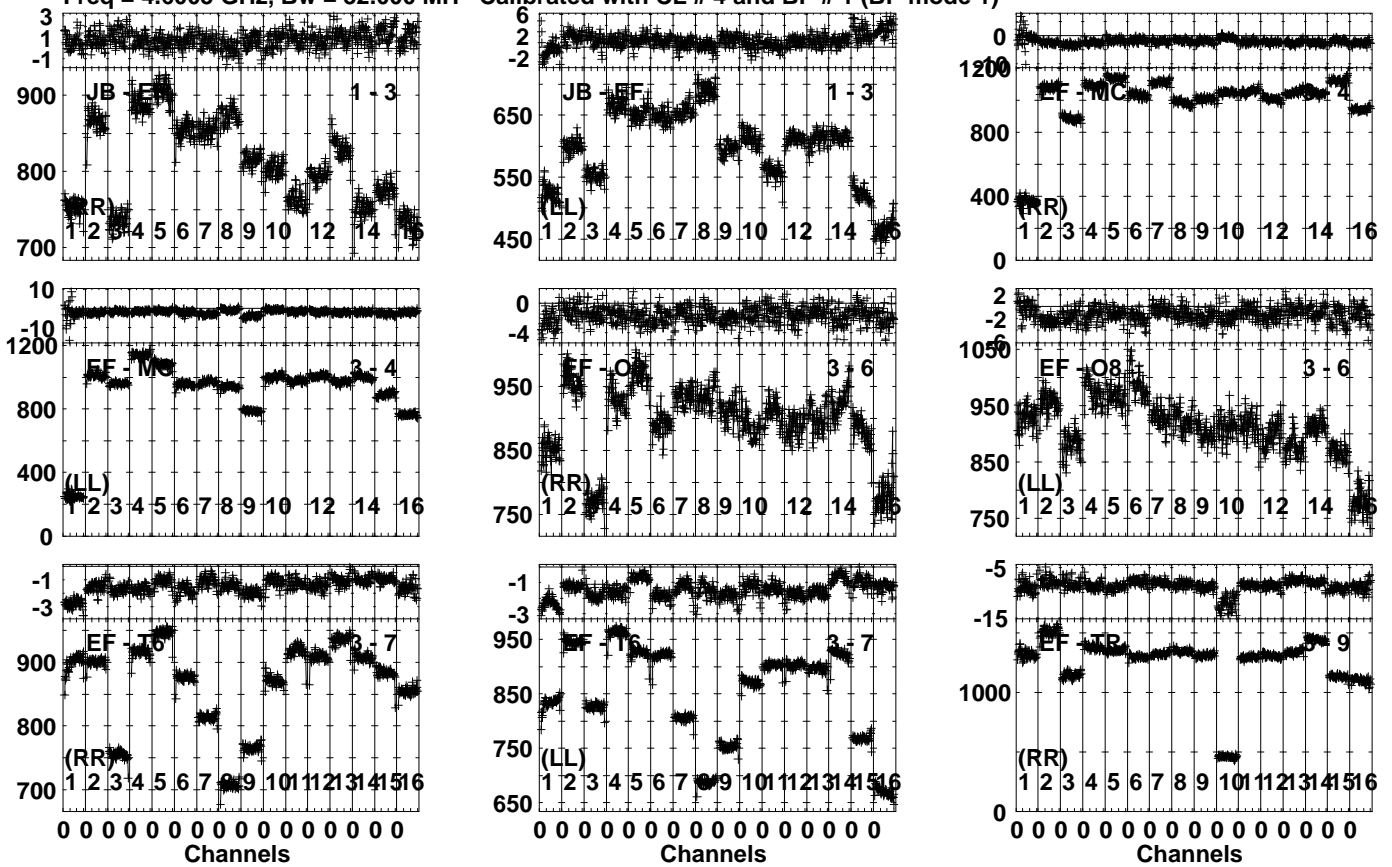 GHz, Bw = 32.000 MH Calibrated with CL # 4 and BP # 1 (BP mode 1)
3 1 -1
900 800 700
JB - EF 1 - 3
(RR)
1 2 3 4 5 6 7 8 9 10 12 14 16
6 2 -2
650 550 450
JB - EF 1 - 3
(LL)
1 2 3 4 5 6 7 8 9 10 12 14 16
0 -10
1200 800 400 0
EF - MC 3 - 4
(RR)
1 2 3 4 5 6 7 8 9 10 12 14 16
10 -10
1200 800 400 0
EF - MC 3 - 4
(LL)
1 2 3 4 5 6 7 8 9 10 12 14 16
0 -4
950 850 750
EF - O8 3 - 6
(RR)
1 2 3 4 5 6 7 8 9 10 12 14 16
2 -2 -6
1050 950 850 750
EF - O8 3 - 6
(LL)
1 2 3 4 5 6 7 8 9 10 12 14 16
-1 -3
900 800 700
EF - T6 3 - 7
(RR)
1 2 3 4 5 6 7 8 9 10 11 12 13 14 15 16
0 0 0 0 0 0 0 0 0 0 0 0 0 0 0 0
Channels
-1 -3
950 850 750 650
EF - T6 3 - 7
(LL)
1 2 3 4 5 6 7 8 9 10 11 12 13 14 15 16
0 0 0 0 0 0 0 0 0 0 0 0 0 0 0 0
Channels
-5 -15
1000 0
EF - TR 3 - 9
(RR)
1 2 3 4 5 6 7 8 9 10 11 12 13 14 15 16
0 0 0 0 0 0 0 0 0 0 0 0 0 0 0 0
Channels